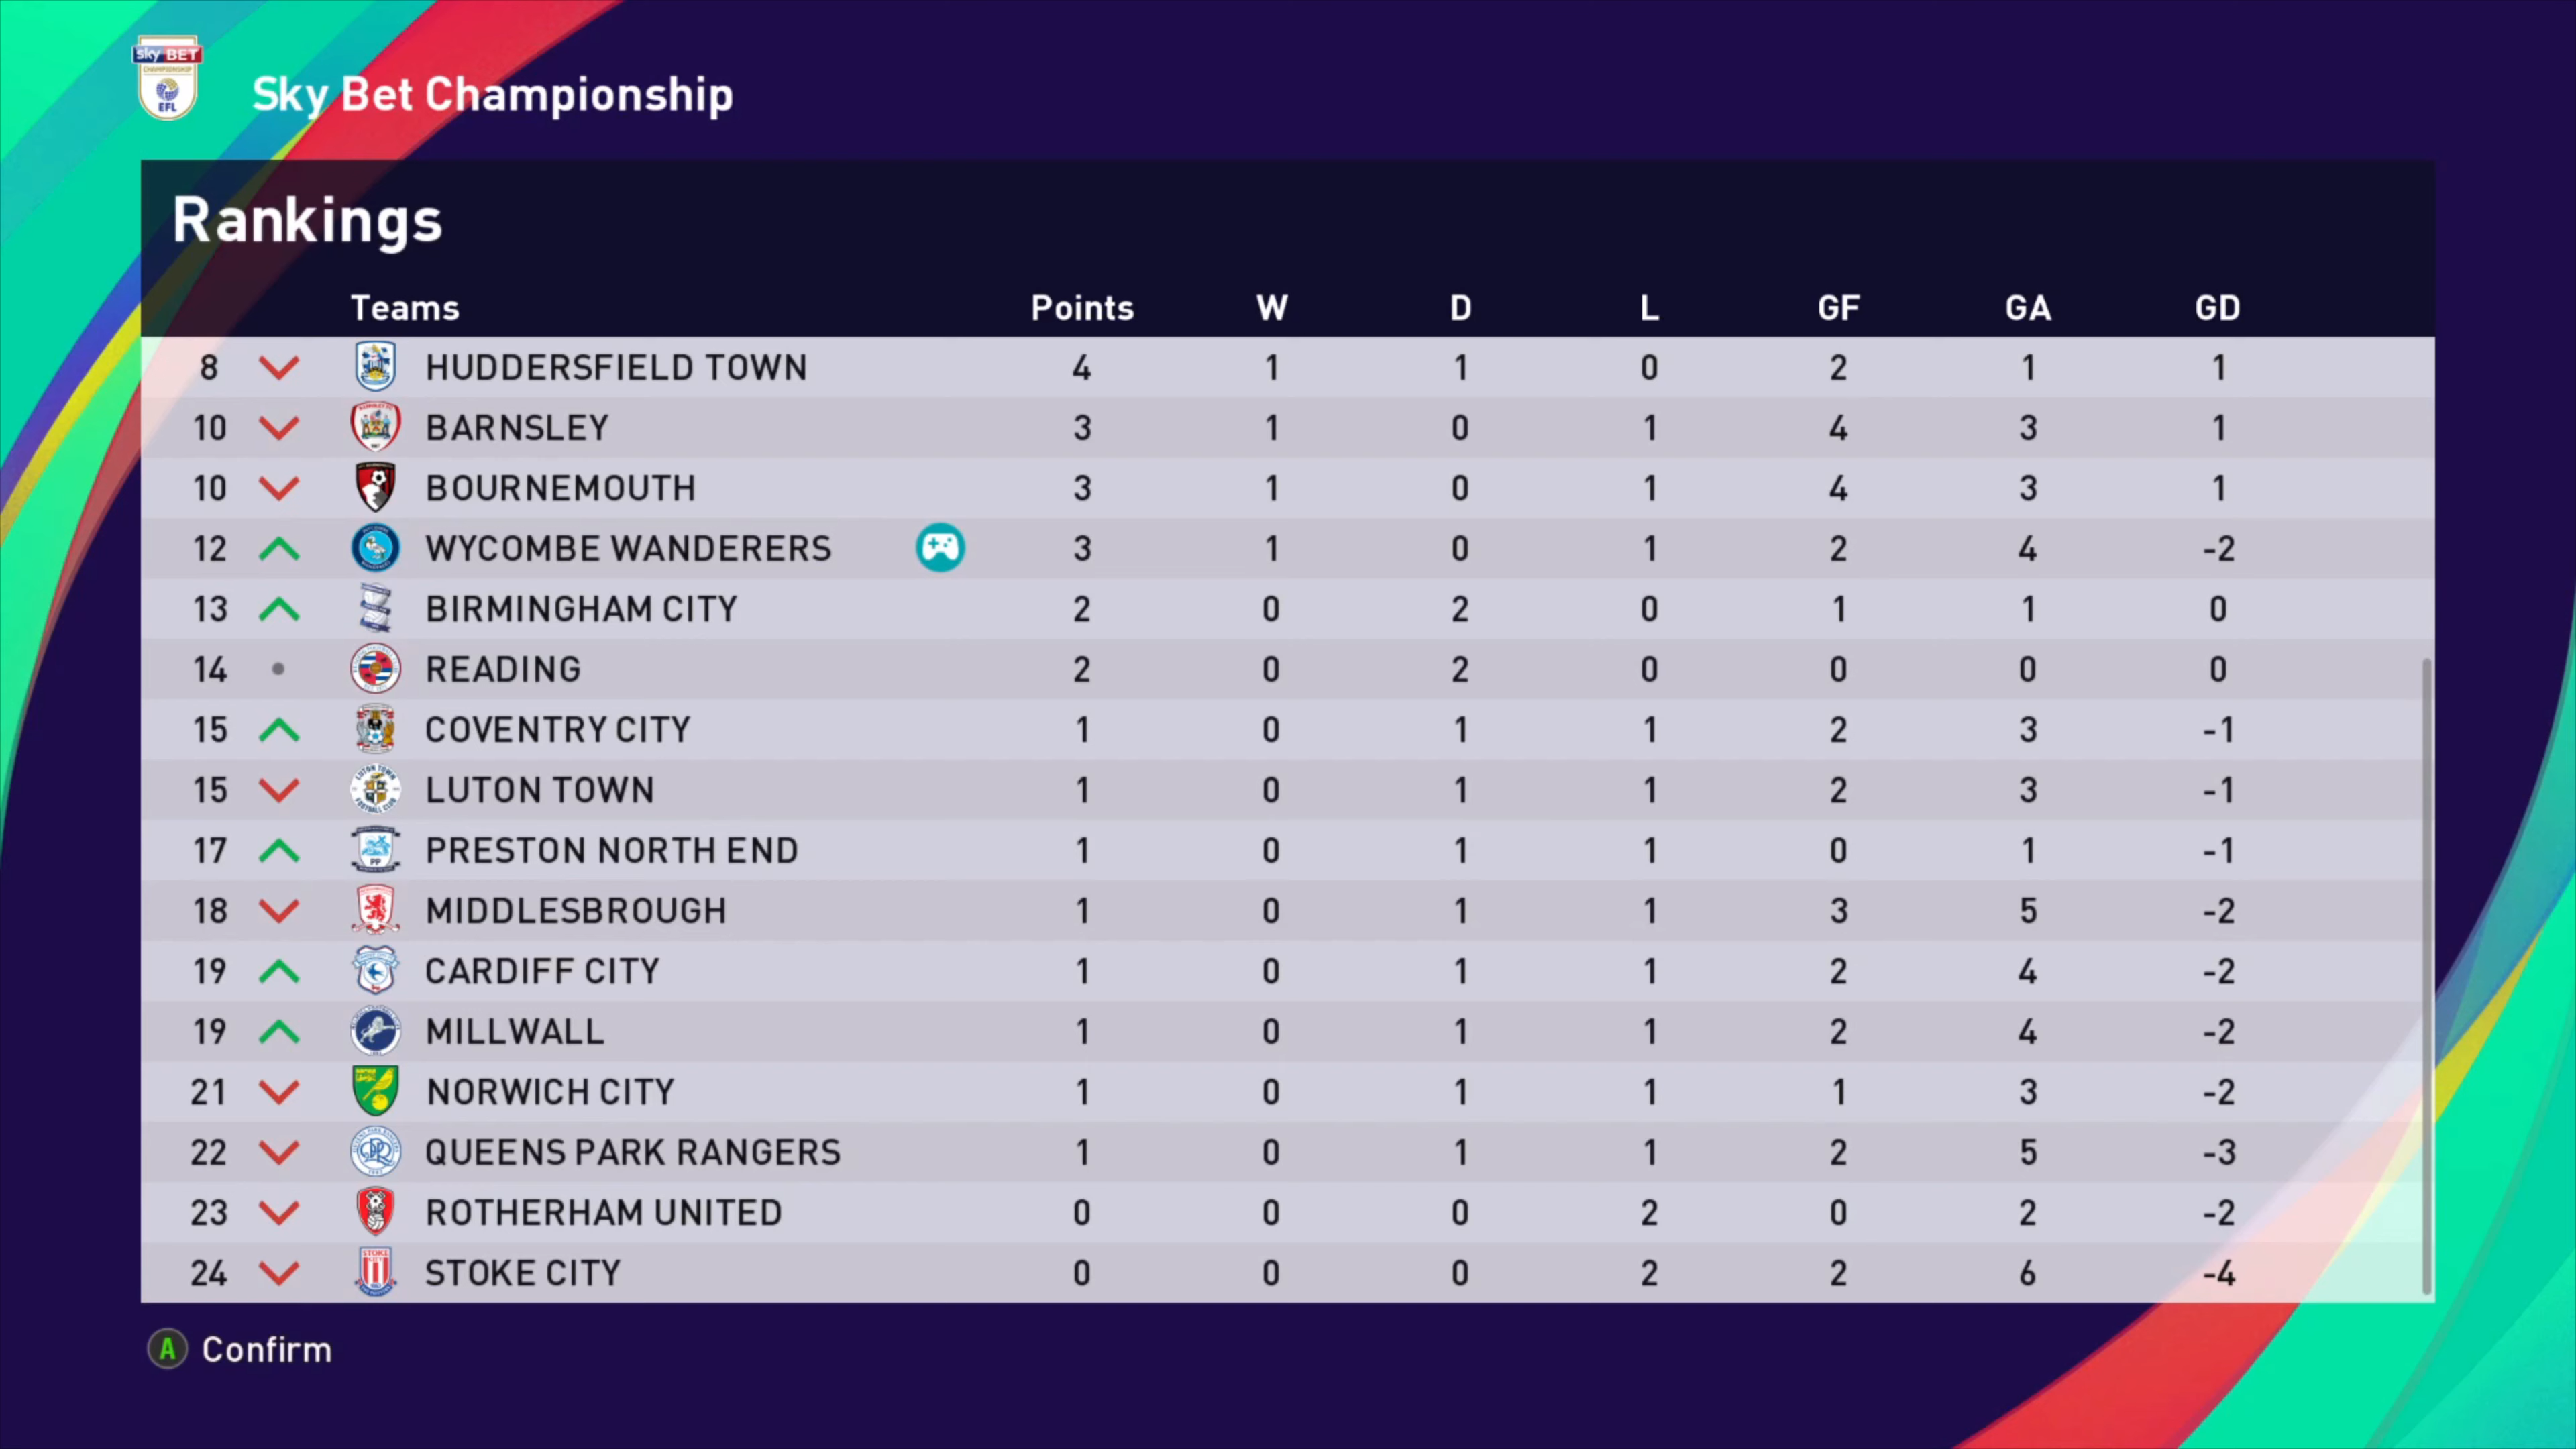 sky BET
CHAMPIONSHIP
EFL
Sky Bet Championship
Rankings
Teams Points W D L GF GA GD
8 HUDDERSFIELD TOWN 4 1 1 0 2 1 1
10 BARNSLEY 3 1 0 1 4 3 1
10 BOURNEMOUTH 3 1 0 1 4 3 1
12 WYCOMBE WANDERERS 3 1 0 1 2 4 -2
13 BIRMINGHAM CITY 2 0 2 0 1 1 0
14 READING 2 0 2 0 0 0 0
15 COVENTRY CITY 1 0 1 1 2 3 -1
15 LUTON TOWN 1 0 1 1 2 3 -1
17 PRESTON NORTH END 1 0 1 1 0 1 -1
18 MIDDLESBROUGH 1 0 1 1 3 5 -2
19 CARDIFF CITY 1 0 1 1 2 4 -2
19 MILLWALL 1 0 1 1 2 4 -2
21 NORWICH CITY 1 0 1 1 1 3 -2
22 QUEENS PARK RANGERS 1 0 1 1 2 5 -3
23 ROTHERHAM UNITED 0 0 0 2 0 2 -2
24 STOKE CITY 0 0 0 2 2 6 -4
A Confirm